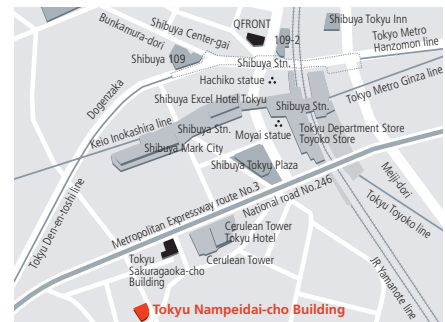 Shibuya Center-gai
Bunkamura-dori
QFRONT
109-2
Shibuya Tokyu Inn
Tokyu Metro
Hanzomon line
Shibuya 109
Shibuya Stn.
Hachiko statue
Dogenzaka
Tokyu Metro Ginza line
Shibuya Excel Hotel Tokyu
Shibuya Stn.
Keio Inokashira line
Shibuya Stn.
Moyai statue
Tokyu Department Store
Toyoko Store
Shibuya Mark City
Shibuya Tokyu Plaza
Meiji-dori
Tokyu Den-en-toshi line
Metropolitan Expressway route No.3
National road No.246
Tokyu Toyoko line
Cerulean Tower
Tokyu Hotel
Tokyu
Sakuragaoka-cho
Building
Cerulean Tower
JR Yamanote line
Tokyu Nampeidai-cho Building